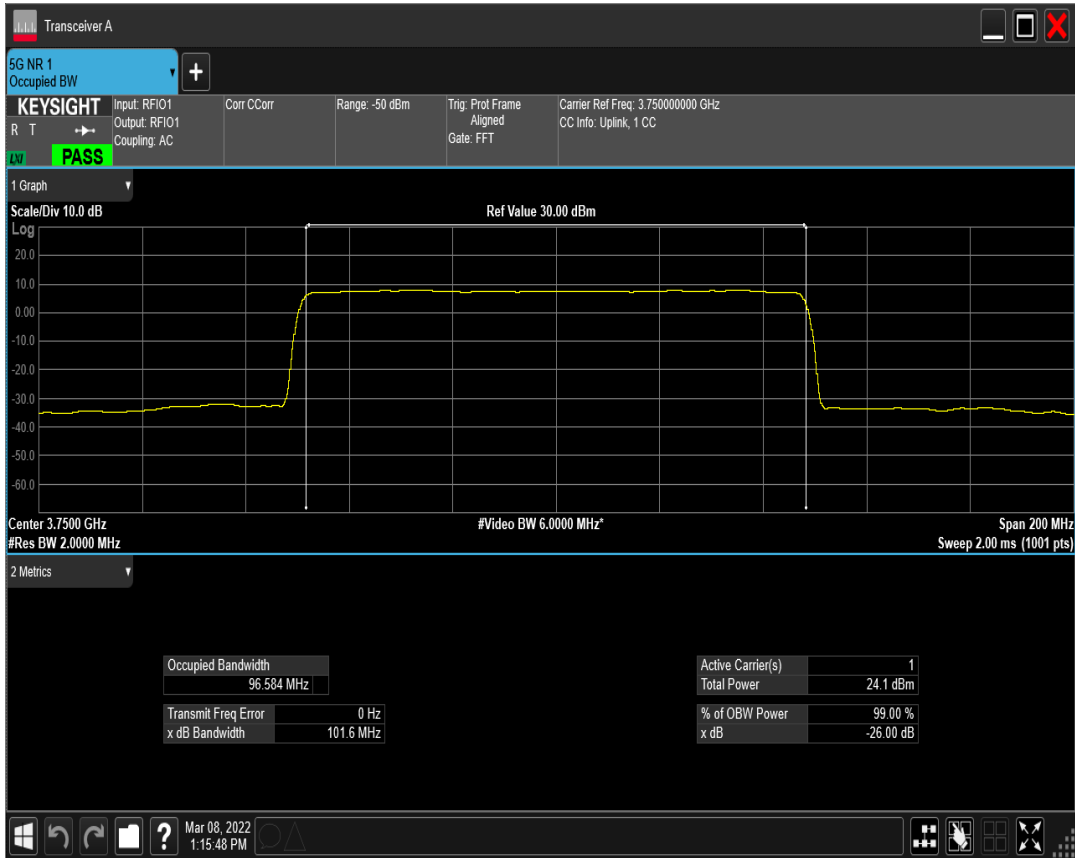 Transceiver A
5G NR 1
Occupied BW
+
KEYSIGHT
R T
LXI PASS
Input: RFIO1
Output: RFIO1
Coupling: AC
Corr CCorr
Range: -50 dBm
Trig: Prot Frame
Aligned
Gate: FFT
Carrier Ref Freq: 3.750000000 GHz
CC Info: Uplink, 1 CC
1 Graph
Scale/Div 10.0 dB
Ref Value 30.00 dBm
Log
20.0
10.0
0.00
-10.0
-20.0
-30.0
-40.0
-50.0
-60.0
Center 3.7500 GHz
#Video BW 6.0000 MHz*
Span 200 MHz
#Res BW 2.0000 MHz
Sweep 2.00 ms (1001 pts)
2 Metrics
Occupied Bandwidth
96.584 MHz
Transmit Freq Error 0 Hz
x dB Bandwidth 101.6 MHz
Active Carrier(s) 1
Total Power 24.1 dBm
% of OBW Power 99.00 %
x dB -26.00 dB
?
Mar 08, 2022
1:15:48 PM